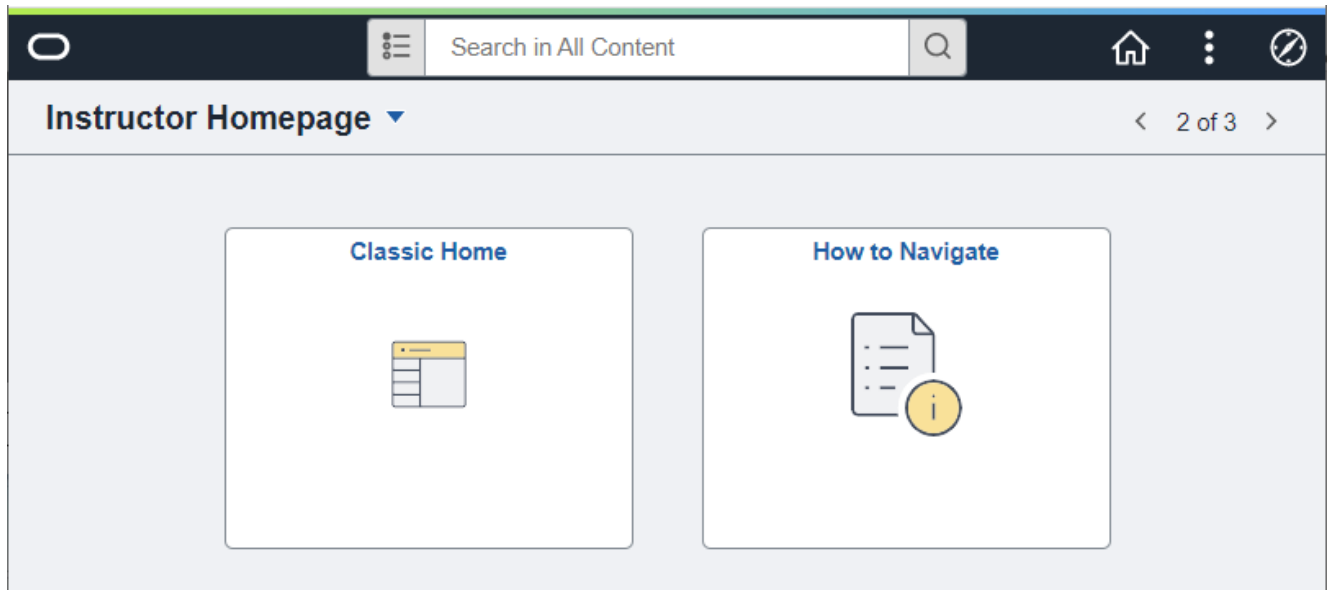 Search in All Content
Instructor Homepage
2 of 3
Classic Home
How to Navigate
i